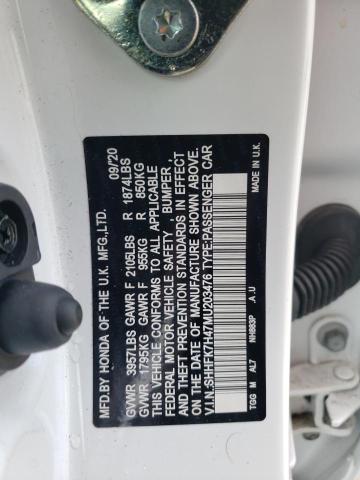 MFD.BY HONDA OF THE U.K. MFG.,LTD. 09/20
GVWR 3957LBS GAWR F 2105LBS R 1874LBS
GVWR 1795KG GAWR F 955KG R 850KG
THIS VEHICLE CONFORMS TO ALL APPLICABLE
FEDERAL MOTOR VEHICLE SAFETY, BUMPER,
AND THEFT PREVENTION STANDARDS IN EFFECT
ON THE DATE OF MANUFACTURE SHOWN ABOVE.
V.I.N.:SHHFK7H47MU203476 TYPE:PASSENGER CAR
NH883P .A.U MADE IN U.K.
TGG M AL7